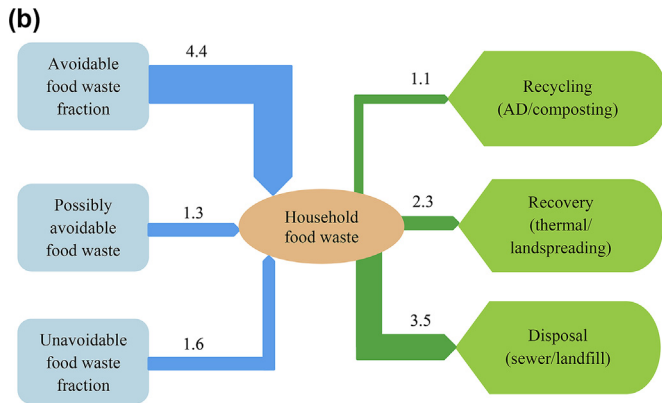 (b)
Avoidable
food waste
fraction
4.4
Possibly
avoidable
food waste
1.3
Unavoidable
food waste
fraction
1.6
Household
food waste
1.1
Recycling
(AD/composting)
2.3
Recovery
(thermal/
landspreading)
3.5
Disposal
(sewer/landfill)